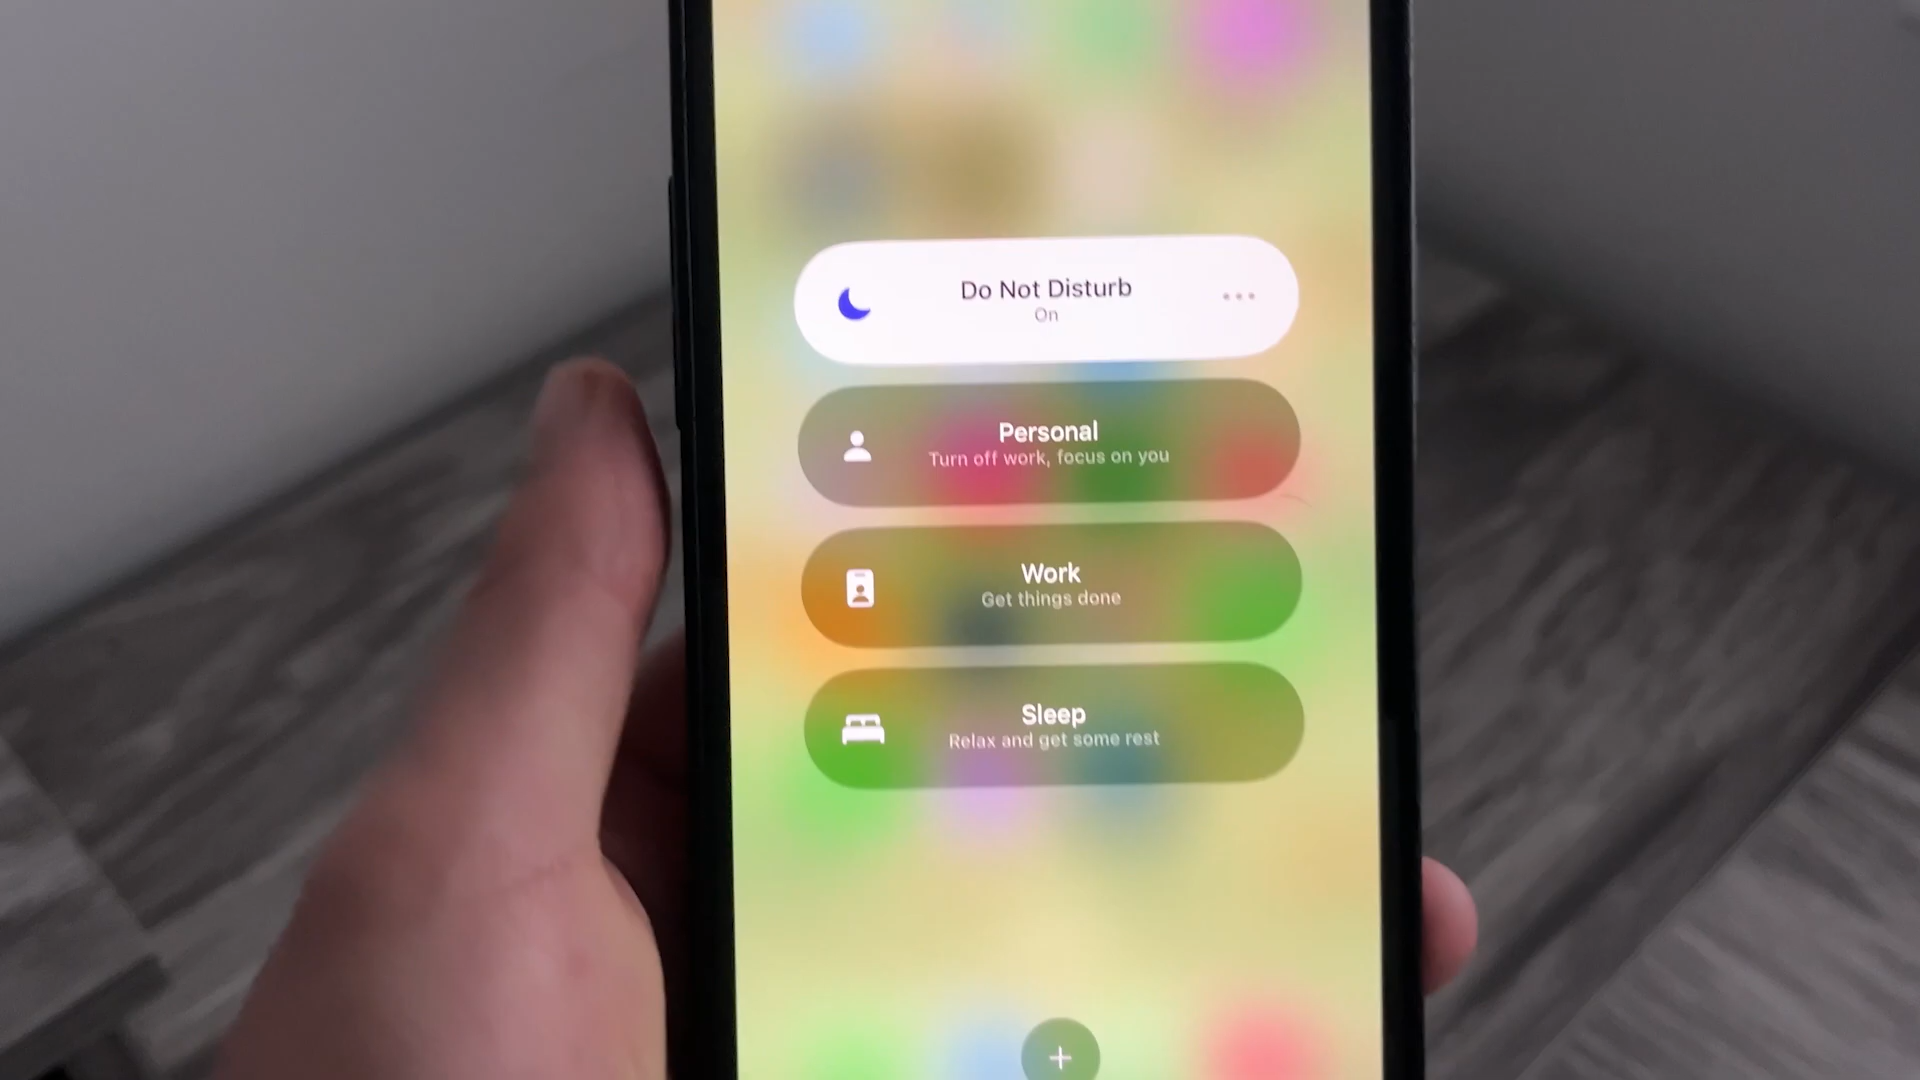 Do Not Disturb
On
Personal
Turn off work, focus on you
Work
Get things done
Sleep
Relax and get some rest